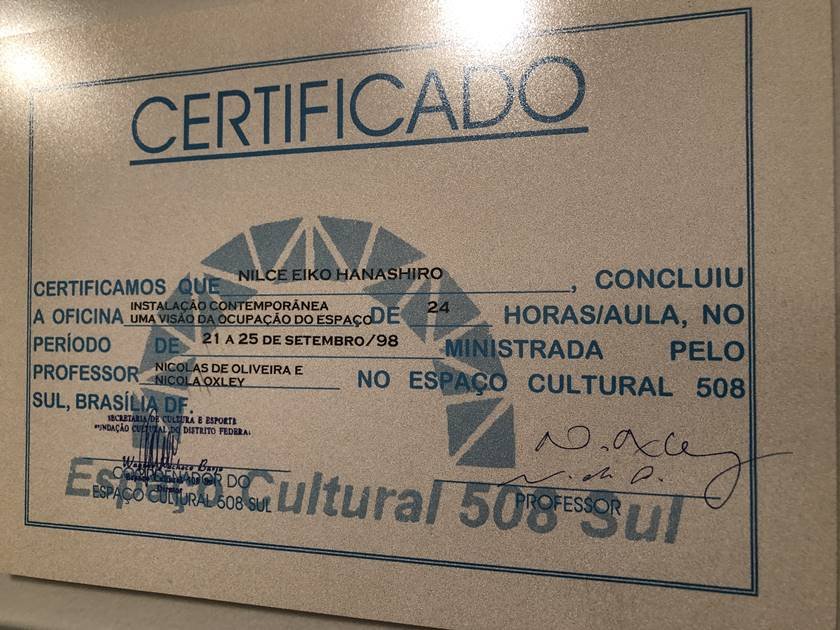 CERTIFICADO
CERTIFICAMOS QUE NILCE EIKO HANASHIRO, CONCLUIU
A OFICINA INSTALAÇÃO CONTEMPORÂNEA
UMA VISÃO DA OCUPAÇÃO DO ESPAÇO DE 24 HORAS/AULA, NO
PERÍODO DE 21 A 25 DE SETEMBRO/98 MINISTRADA PELO
PROFESSOR NICOLAS DE OLIVEIRA E
NICOLA OXLEY NO ESPAÇO CULTURAL 508
SUL, BRASÍLIA DF.
SECRETARIA DE CULTURA E ESPORTE
FUNDAÇÃO CULTURAL DO DISTRITO FEDERAL
COORDENADOR DO
ESPAÇO CULTURAL 508 SUL
N. Oxley
PROFESSOR
Espaço Cultural 508 Sul